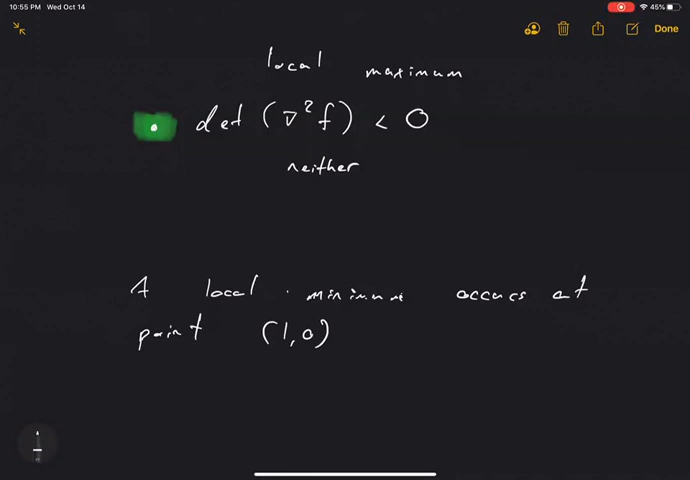 10:55 PM Wed Oct 14 45%
Done
local maximum
det (∇²f) < 0
neither
A local minimum occurs at
point (1,0)